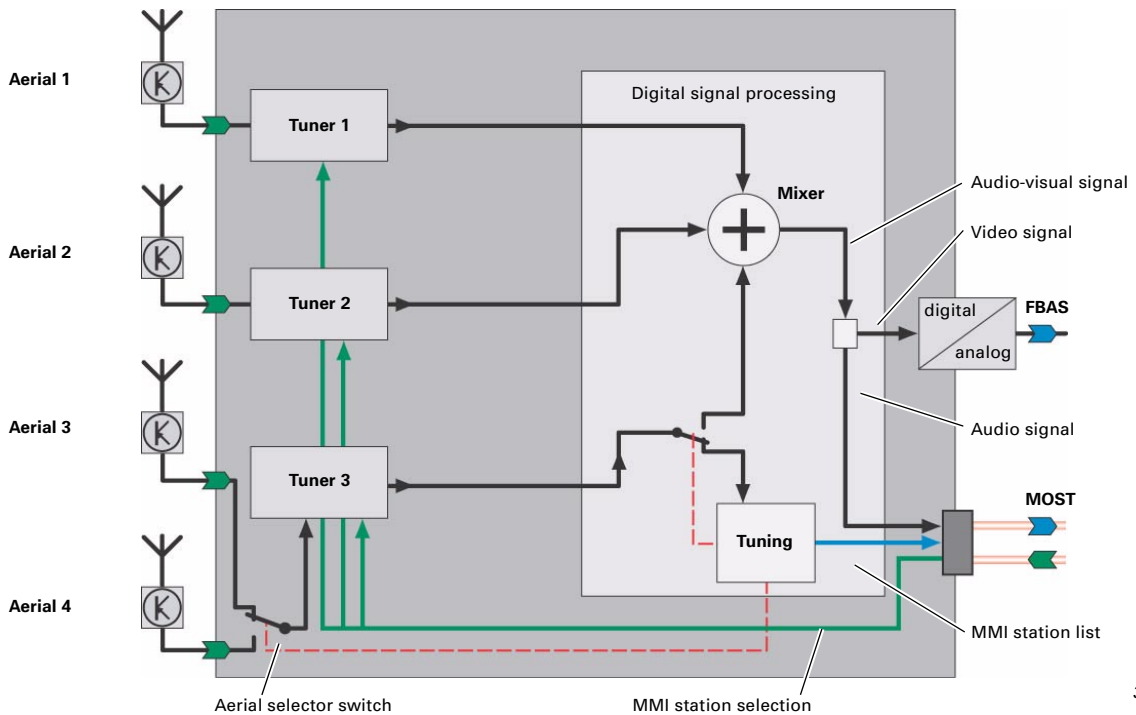 Aerial 1
Aerial 2
Aerial 3
Aerial 4
Tuner 1
Tuner 2
Tuner 3
Digital signal processing
Mixer
Tuning
digital
analog
Audio-visual signal
Video signal
FBAS
Audio signal
MOST
MMI station list
Aerial selector switch
MMI station selection